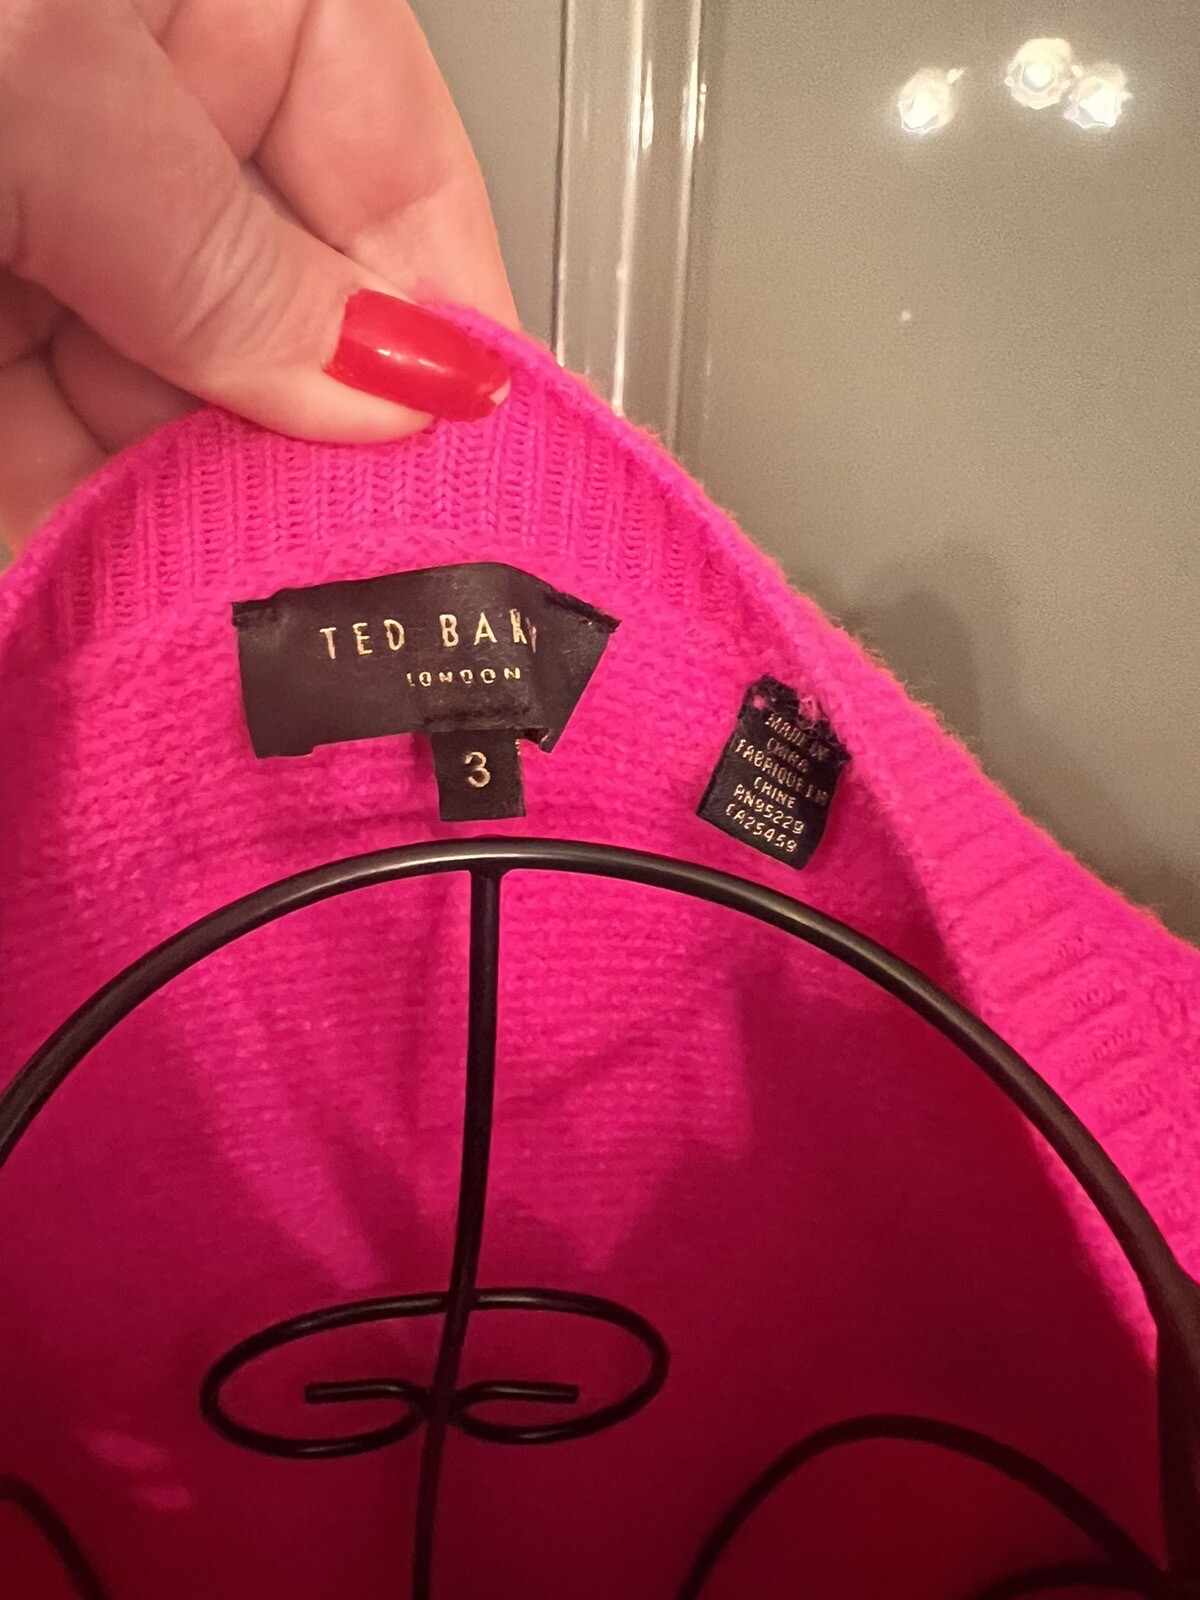 TED BAK
LONDON
3
MADE IN
CHINA
FABRIQUE EN
CHINE
RN95229
CA25459